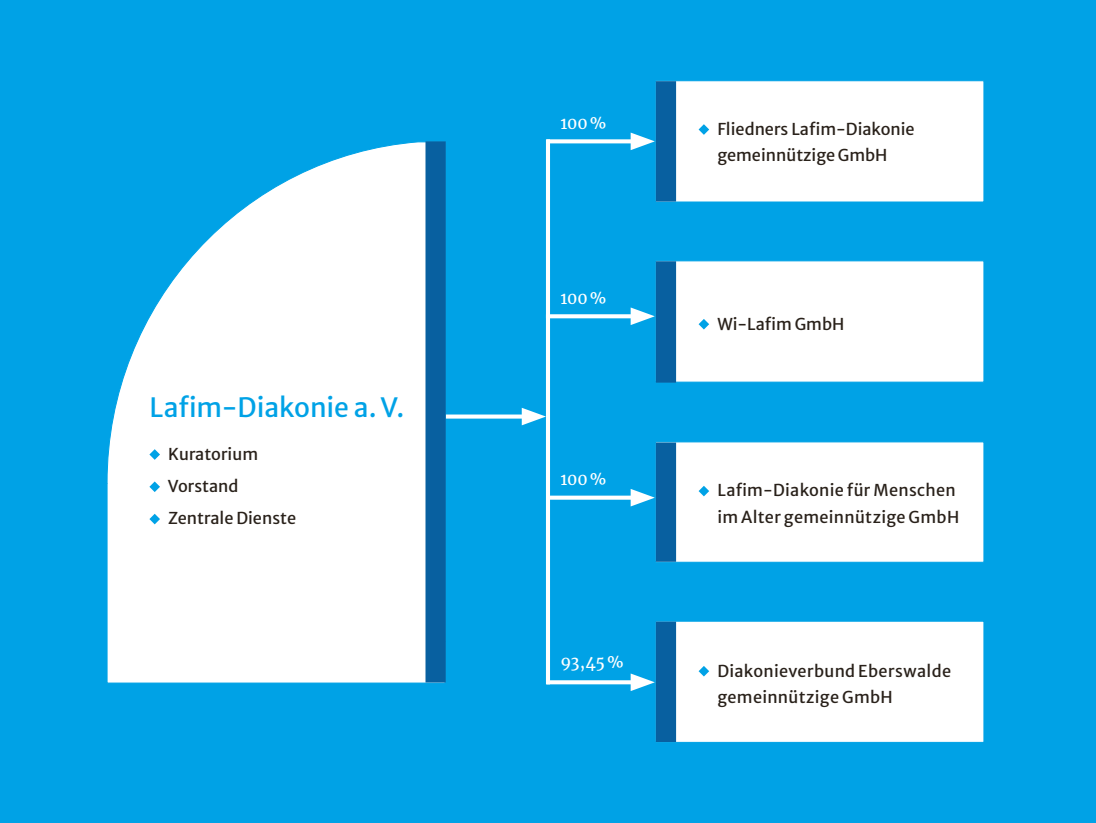 Lafim-Diakonie a. V.
◆ Kuratorium
◆ Vorstand
◆ Zentrale Dienste
100 %
◆ Fliedners Lafim-Diakonie
gemeinnützige GmbH
100 %
◆ Wi-Lafim GmbH
100 %
◆ Lafim-Diakonie für Menschen
im Alter gemeinnützige GmbH
93,45 %
◆ Diakonieverbund Eberswalde
gemeinnützige GmbH